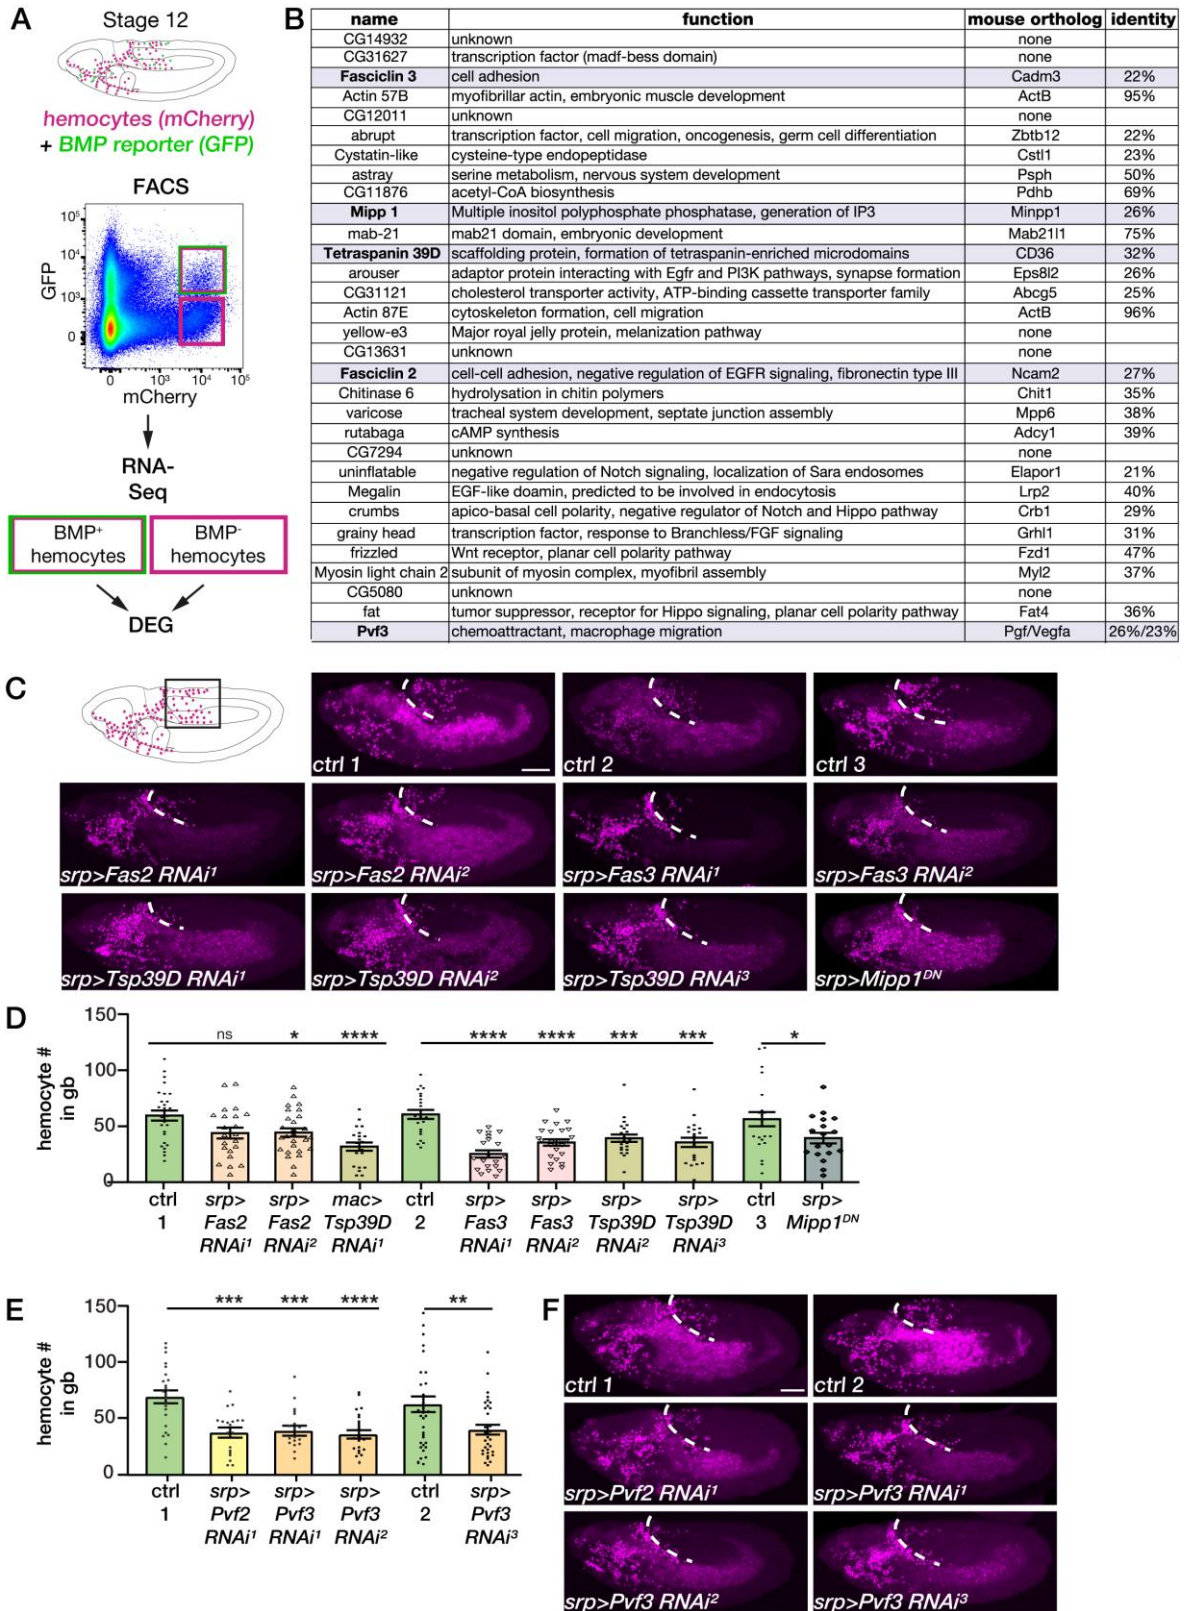 A
Stage 12
hemocytes (mCherry)
+ BMP reporter (GFP)
FACS
10⁵
10⁴
10³
0
GFP
0 10³ 10⁴ 10⁵
mCherry
RNA-
Seq
BMP⁺
hemocytes
BMP⁻
hemocytes
DEG
B
name function mouse ortholog identity
CG14932 unknown none
CG31627 transcription factor (madf-bess domain) none
Fasciclin 3 cell adhesion Cadm3 22%
Actin 57B myofibrillar actin, embryonic muscle development ActB 95%
CG12011 unknown none
abrupt transcription factor, cell migration, oncogenesis, germ cell differentiation Zbtb12 22%
Cystatin-like cysteine-type endopeptidase Cstl1 23%
astray serine metabolism, nervous system development Psph 50%
CG11876 acetyl-CoA biosynthesis Pdhb 69%
Mipp 1 Multiple inositol polyphosphate phosphatase, generation of IP3 Minpp1 26%
mab-21 mab21 domain, embryonic development Mab21l1 75%
Tetraspanin 39D scaffolding protein, formation of tetraspanin-enriched microdomains CD36 32%
arouser adaptor protein interacting with Egfr and PI3K pathways, synapse formation Eps8l2 26%
CG31121 cholesterol transporter activity, ATP-binding cassette transporter family Abcg5 25%
Actin 87E cytoskeleton formation, cell migration ActB 96%
yellow-e3 Major royal jelly protein, melanization pathway none
CG13631 unknown none
Fasciclin 2 cell-cell adhesion, negative regulation of EGFR signaling, fibronectin type III Ncam2 27%
Chitinase 6 hydrolysation in chitin polymers Chit1 35%
varicose tracheal system development, septate junction assembly Mpp6 38%
rutabaga cAMP synthesis Adcy1 39%
CG7294 unknown none
uninflatable negative regulation of Notch signaling, localization of Sara endosomes Elapor1 21%
Megalin EGF-like doamin, predicted to be involved in endocytosis Lrp2 40%
crumbs apico-basal cell polarity, negative regulator of Notch and Hippo pathway Crb1 29%
grainy head transcription factor, response to Branchless/FGF signaling Grhl1 31%
frizzled Wnt receptor, planar cell polarity pathway Fzd1 47%
Myosin light chain 2 subunit of myosin complex, myofibril assembly Myl2 37%
CG5080 unknown none
fat tumor suppressor, receptor for Hippo signaling, planar cell polarity pathway Fat4 36%
Pvf3 chemoattractant, macrophage migration Pgf/Vegfa 26%/23%
C
ctrl 1 ctrl 2 ctrl 3
srp>Fas2 RNAi¹ srp>Fas2 RNAi² srp>Fas3 RNAi¹ srp>Fas3 RNAi²
srp>Tsp39D RNAi¹ srp>Tsp39D RNAi² srp>Tsp39D RNAi³ srp>Mipp1ᴰᴺ
D
hemocyte #
in gb
150
100
50
0
ns * **** **** **** *** *** *
ctrl srp> srp> mac> ctrl srp> srp> srp> srp> ctrl srp>
1 Fas2 Fas2 Tsp39D 2 Fas3 Fas3 Tsp39D Tsp39D 3 Mipp1ᴰᴺ
RNAi¹ RNAi² RNAi¹ RNAi¹ RNAi² RNAi² RNAi³
E
hemocyte #
in gb
150
100
50
0
*** *** **** **
ctrl srp> srp> srp> ctrl srp>
1 Pvf2 Pvf3 Pvf3 2 Pvf3
RNAi¹ RNAi¹ RNAi² RNAi³
F
ctrl 1 ctrl 2
srp>Pvf2 RNAi¹ srp>Pvf3 RNAi¹
srp>Pvf3 RNAi² srp>Pvf3 RNAi³